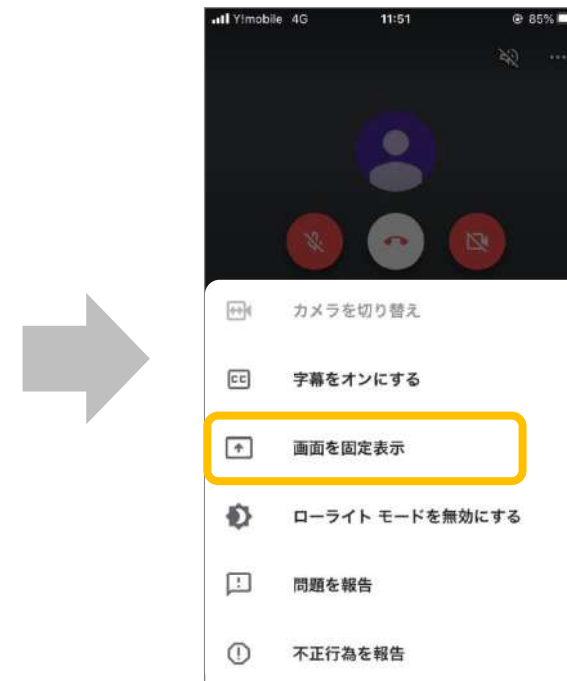 Y!mobile 4G 11:51 85%
カメラを切り替え
CC 字幕をオンにする
画面を固定表示
ローライト モードを無効にする
問題を報告
不正行為を報告